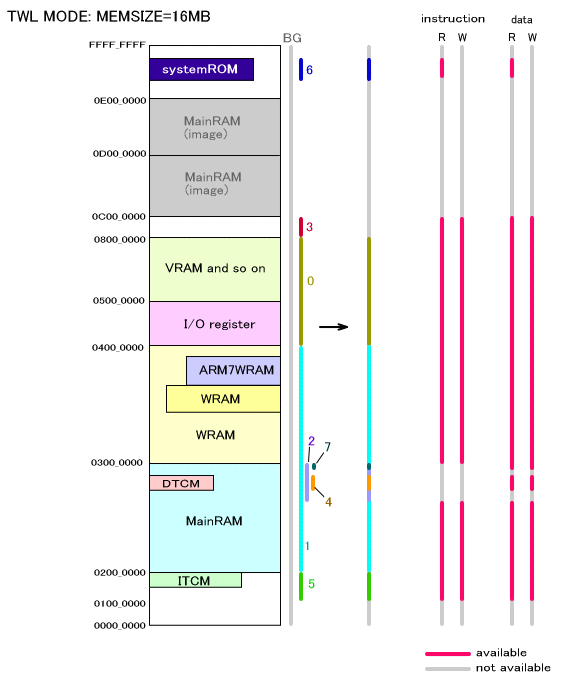 TWL MODE: MEMSIZE=16MB
instruction
data
BG
R
W
R
W
FFFF_FFFF
systemROM
6
0E00_0000
MainRAM
(image)
0D00_0000
MainRAM
(image)
0C00_0000
3
0800_0000
VRAM and so on
0
0500_0000
I/O register
0400_0000
ARM7WRAM
WRAM
WRAM
2
7
0300_0000
DTCM
4
MainRAM
1
0200_0000
ITCM
5
0100_0000
0000_0000
available
not available